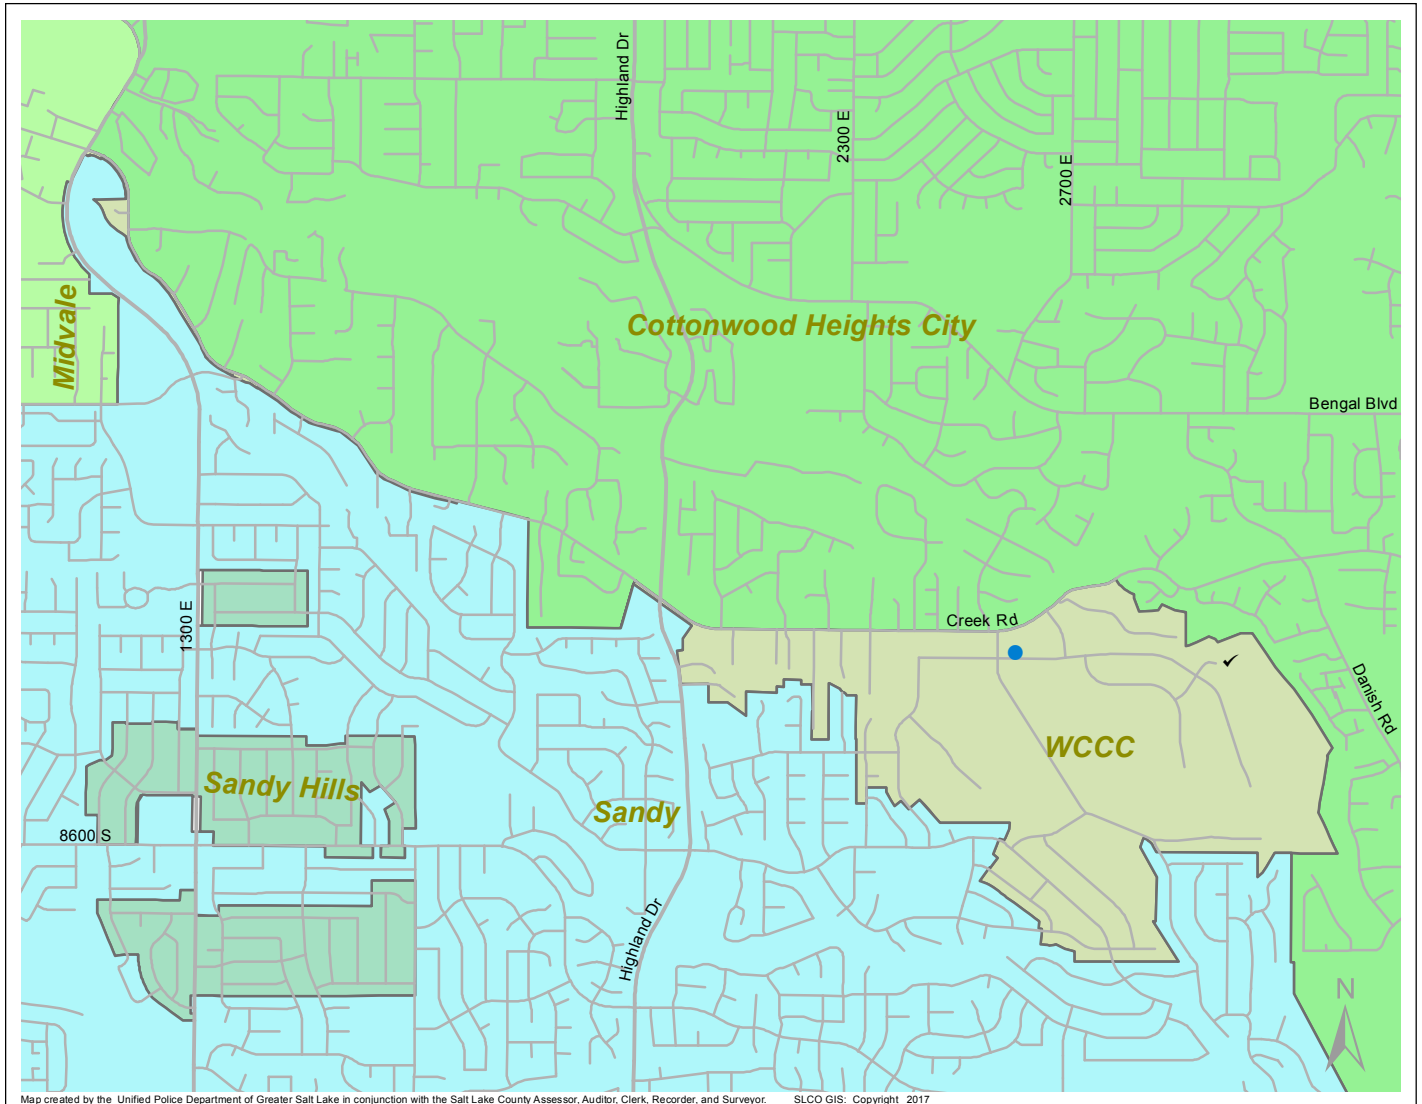 Highland Dr
2300 E
2700 E
Midvale
Cottonwood Heights City
Bengal Blvd
1300 E
Creek Rd
Danish Rd
WCCC
Sandy Hills
Sandy
8600 S
Highland Dr
N
Map created by the Unified Police Department of Greater Salt Lake in conjunction with the Salt Lake County Assessor, Auditor, Clerk, Recorder, and Surveyor. SLCO GIS: Copyright 2017